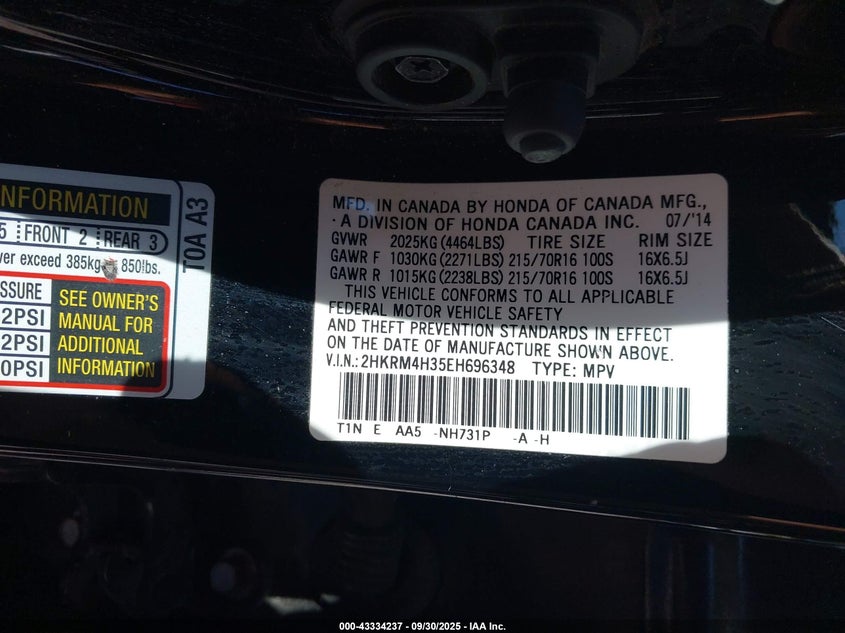 NFORMATION
5 FRONT 2 REAR 3
ver exceed 385kg 850lbs.
SSURE
2PSI
2PSI
0PSI
SEE OWNER'S
MANUAL FOR
ADDITIONAL
INFORMATION
T0A A3
MFD. IN CANADA BY HONDA OF CANADA MFG.,
A DIVISION OF HONDA CANADA INC. 07/'14
GVWR 2025KG (4464LBS) TIRE SIZE RIM SIZE
GAWR F 1030KG (2271LBS) 215/70R16 100S 16X6.5J
GAWR R 1015KG (2238LBS) 215/70R16 100S 16X6.5J
THIS VEHICLE CONFORMS TO ALL APPLICABLE
FEDERAL MOTOR VEHICLE SAFETY
AND THEFT PREVENTION STANDARDS IN EFFECT
ON THE DATE OF MANUFACTURE SHOWN ABOVE.
V.I.N.: 2HKRM4H35EH696348 TYPE: MPV
T1N E AA5 -NH731P -A -H
000-43334237 - 09/30/2025 - IAA Inc.